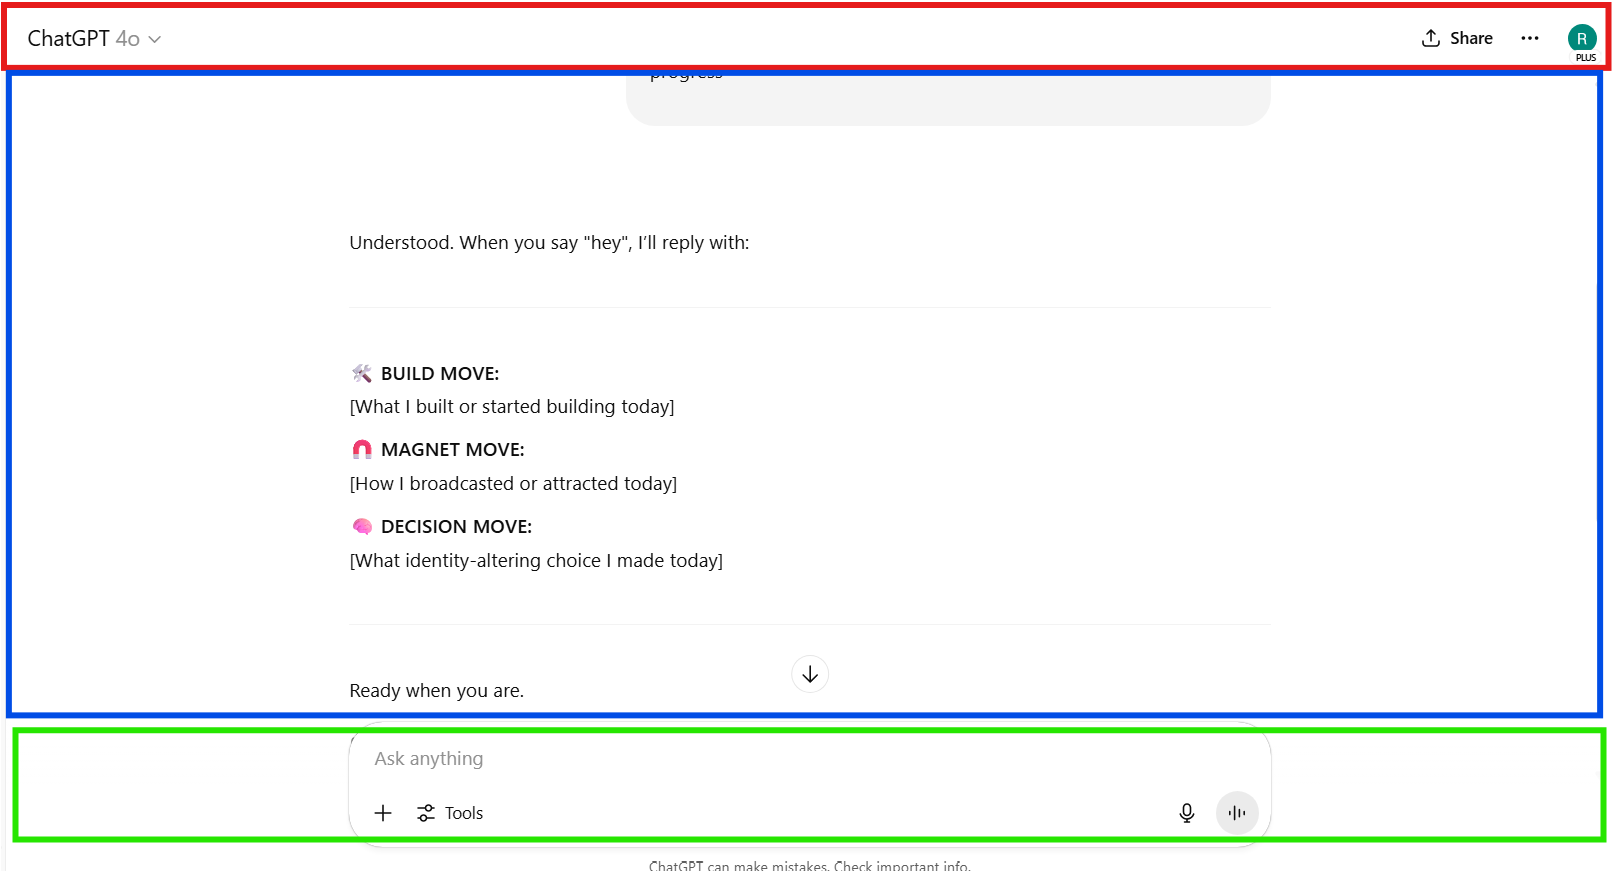 ChatGPT 4o
Share
R
PLUS
progress
Understood. When you say "hey", I'll reply with:
🛠️ BUILD MOVE:
[What I built or started building today]
🧲 MAGNET MOVE:
[How I broadcasted or attracted today]
🧠 DECISION MOVE:
[What identity-altering choice I made today]
Ready when you are.
Ask anything
Tools
ChatGPT can make mistakes. Check important info.